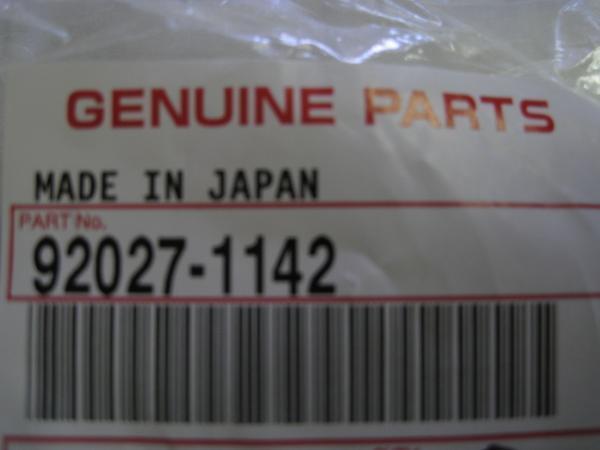 GENUINE PARTS
MADE IN JAPAN
PART No.
92027-1142